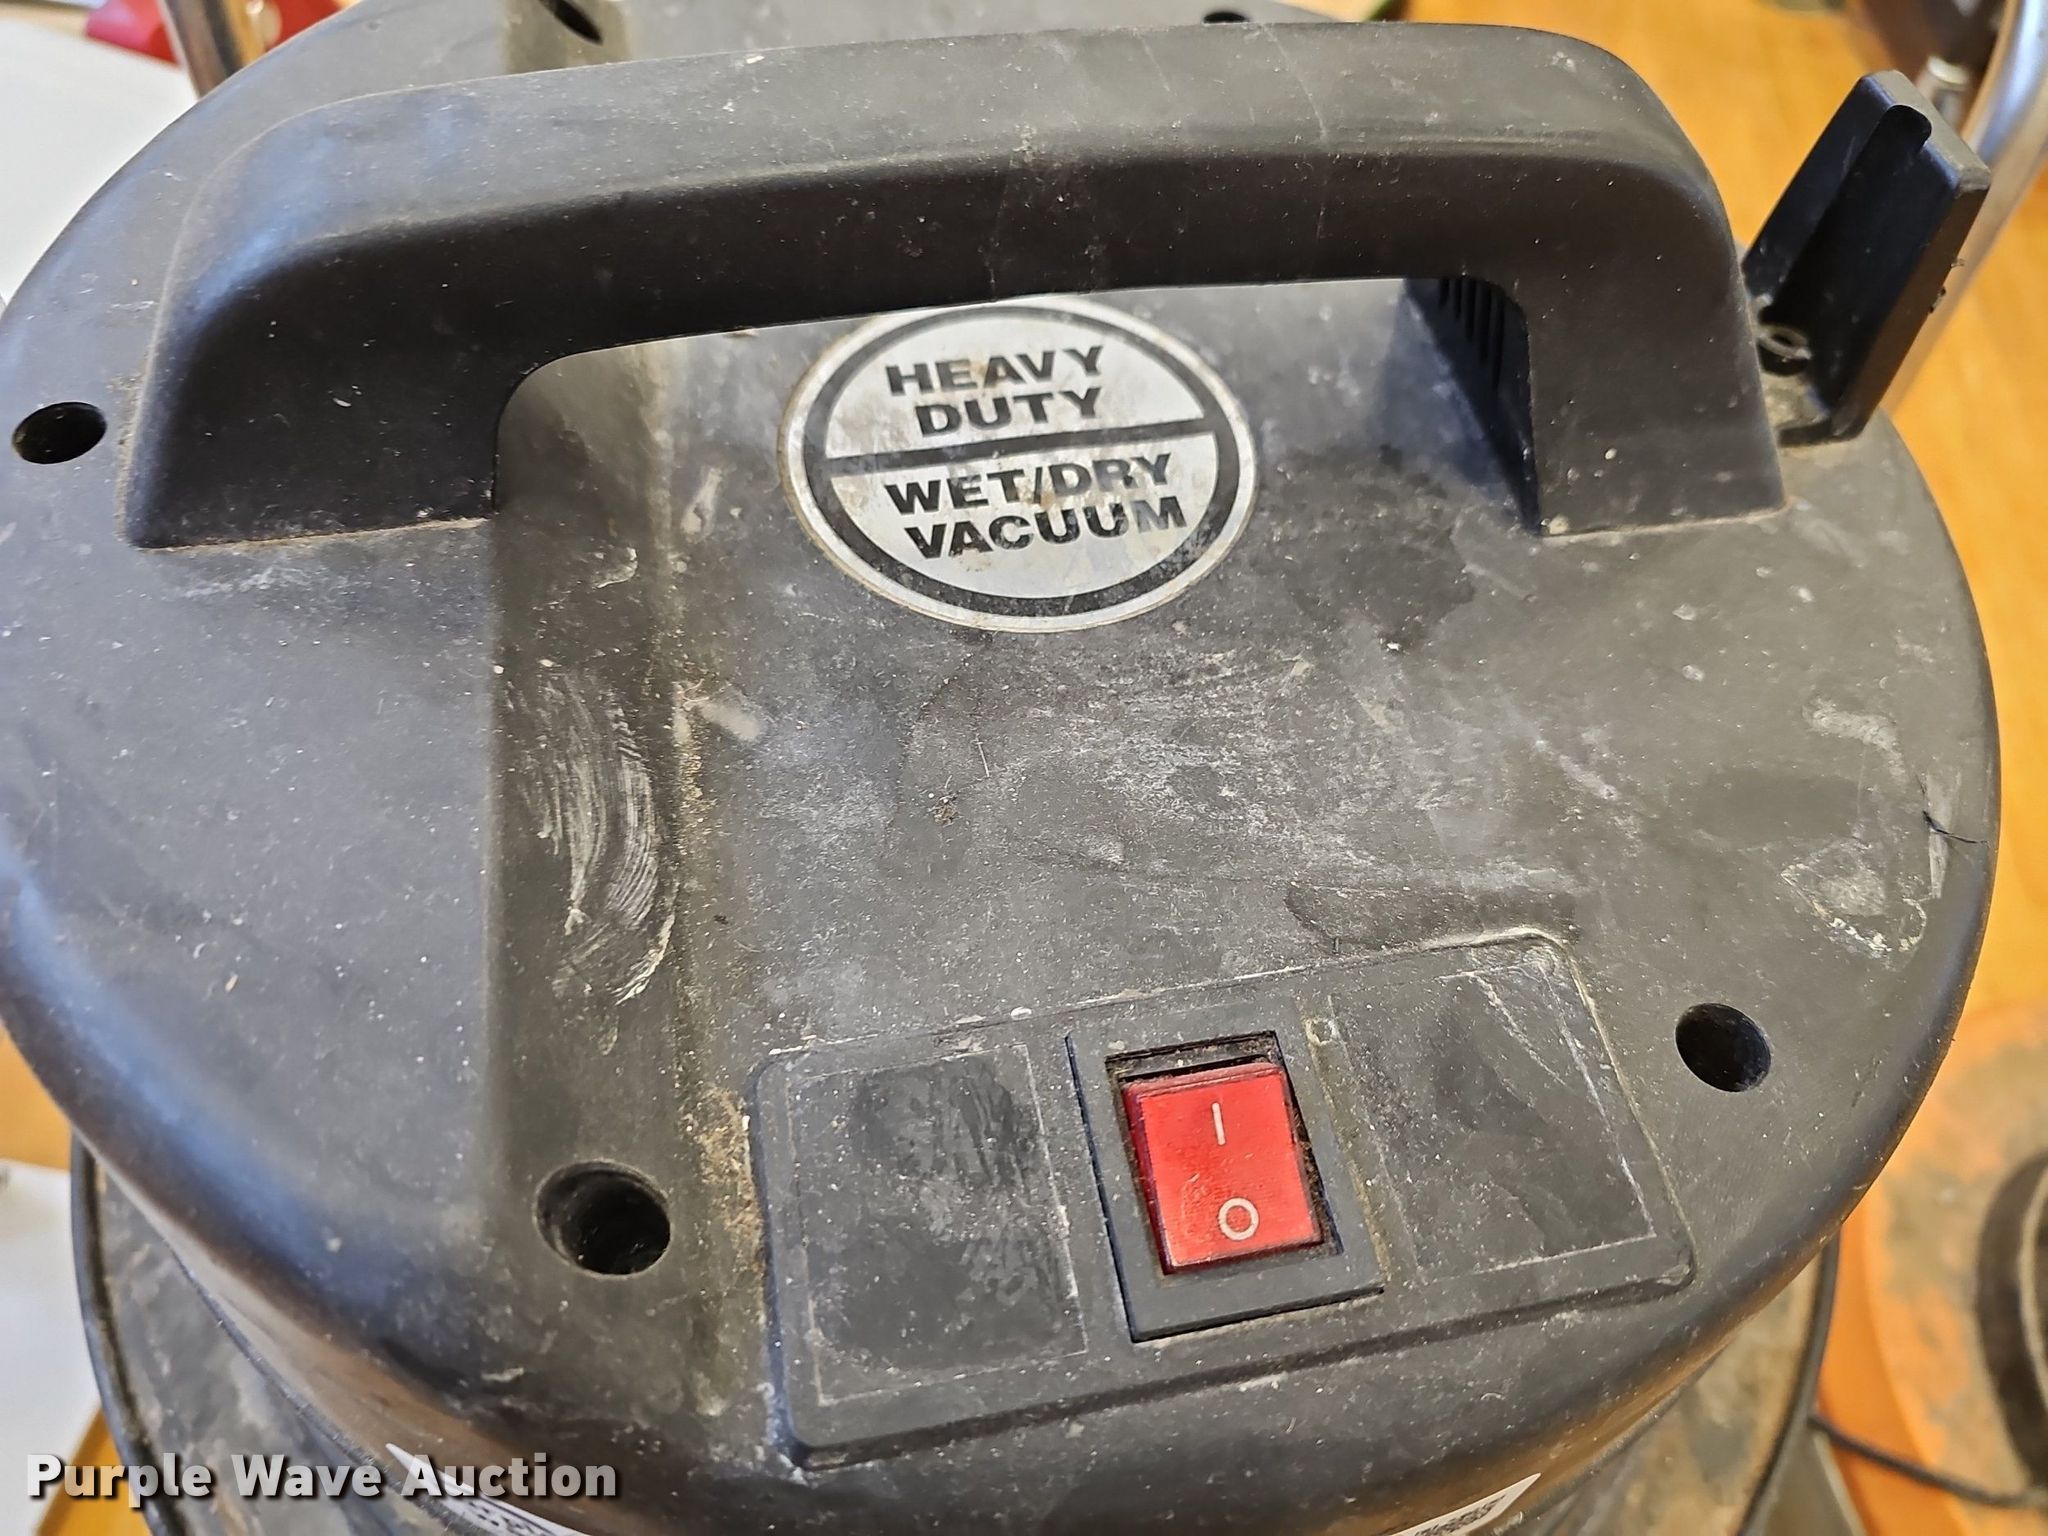 HEAVY
DUTY
WET/DRY
VACUUM
I
O
Purple Wave Auction